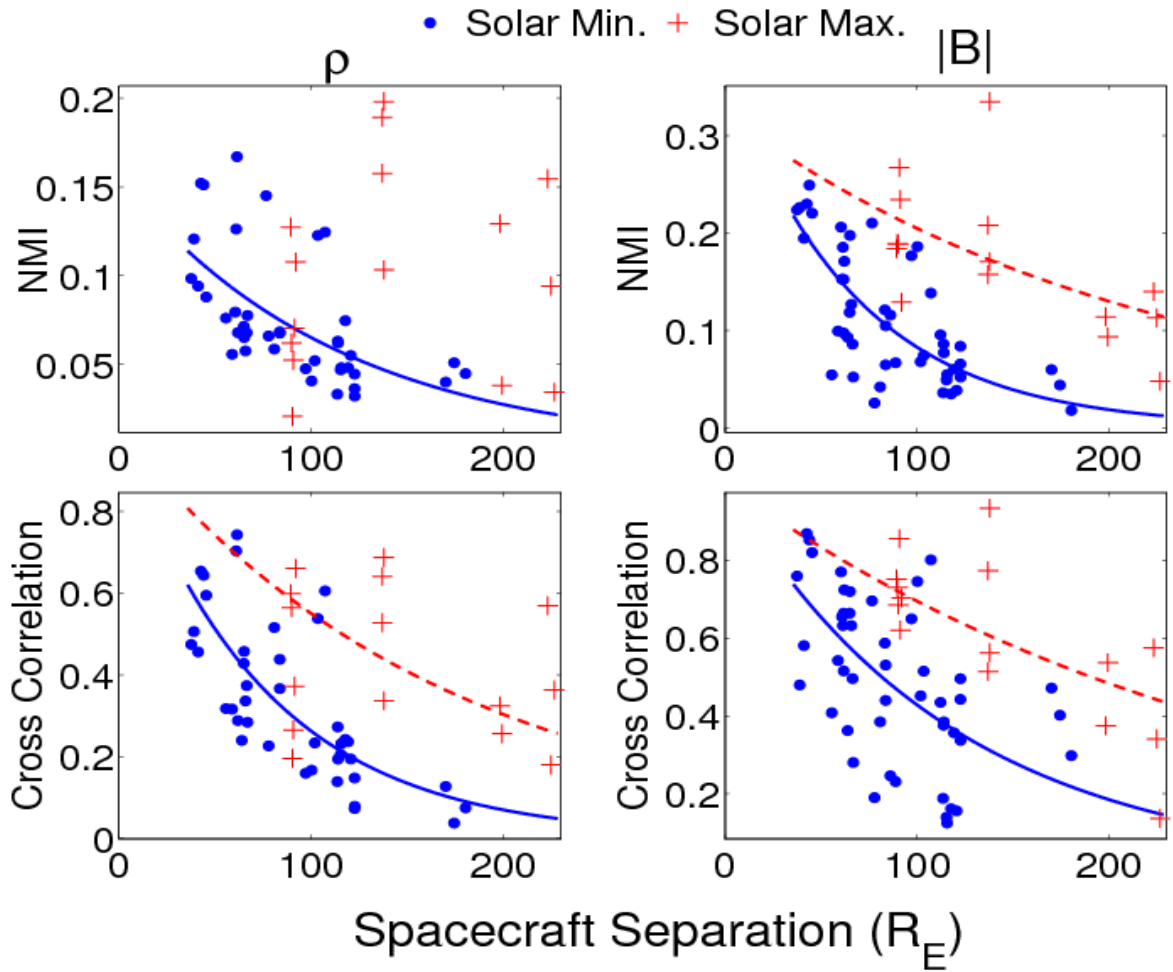 Solar Min. Solar Max.
ρ
|B|
NMI
0.2
0.15
0.1
0.05
0 100 200
NMI
0.3
0.2
0.1
0
0 100 200
Cross Correlation
0.8
0.6
0.4
0.2
0
0 100 200
Cross Correlation
0.8
0.6
0.4
0.2
0 100 200
Spacecraft Separation (R_E)